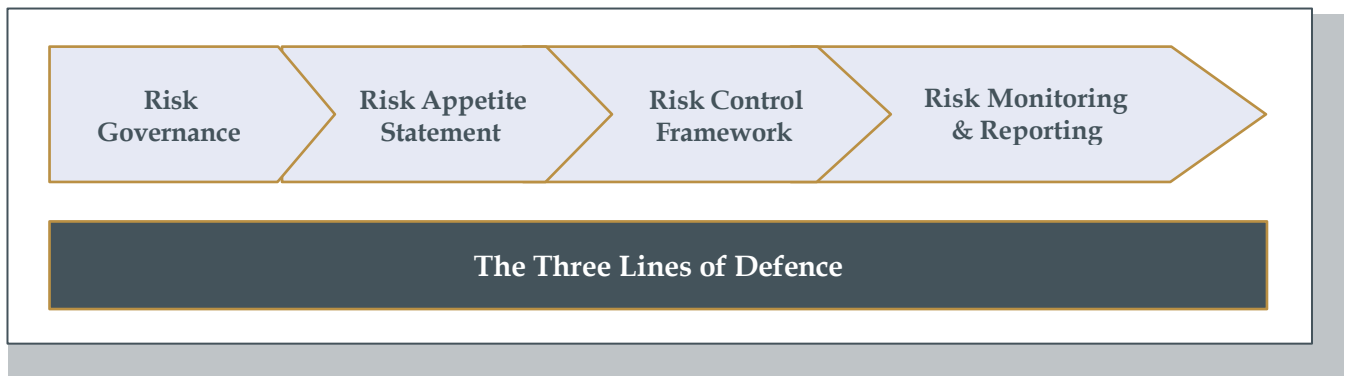 Risk
Governance
Risk Appetite
Statement
Risk Control
Framework
Risk Monitoring
& Reporting
The Three Lines of Defence